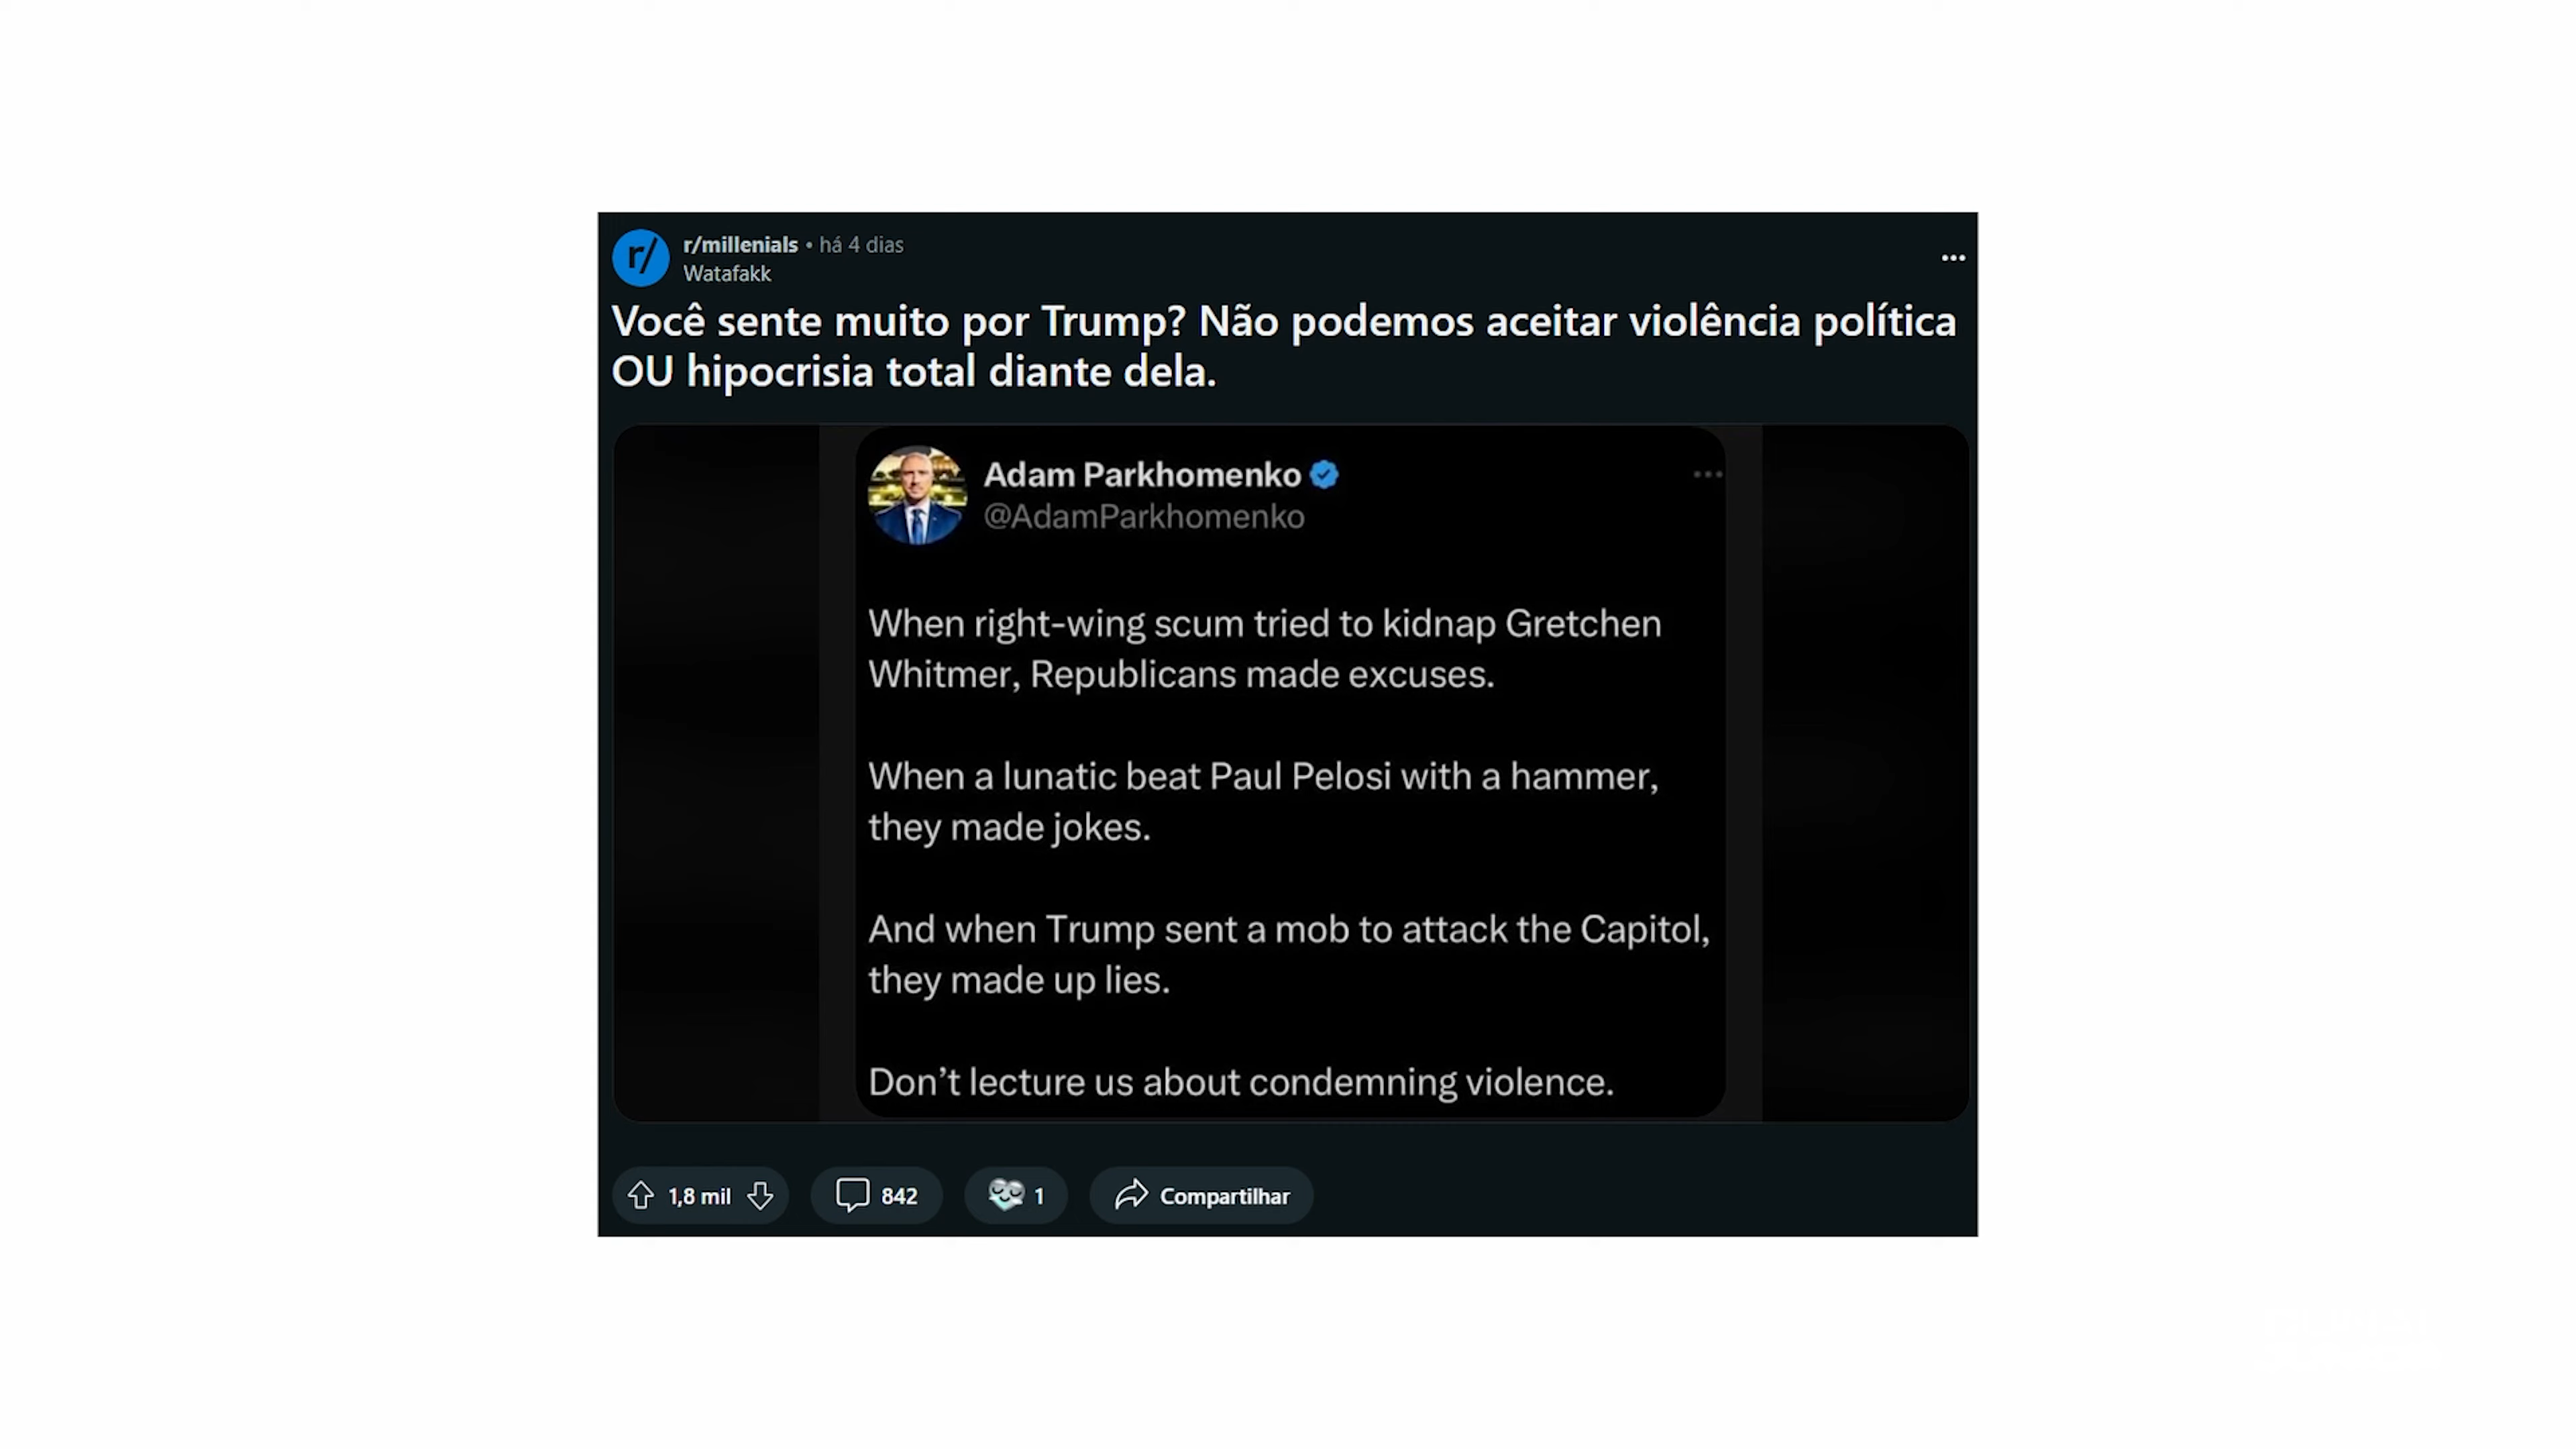 r/
r/millenials • há 4 dias
Watafakk
Você sente muito por Trump? Não podemos aceitar violência política
OU hipocrisia total diante dela.
Adam Parkhomenko
@AdamParkhomenko
When right-wing scum tried to kidnap Gretchen
Whitmer, Republicans made excuses.
When a lunatic beat Paul Pelosi with a hammer,
they made jokes.
And when Trump sent a mob to attack the Capitol,
they made up lies.
Don’t lecture us about condemning violence.
1,8 mil 842 1 Compartilhar